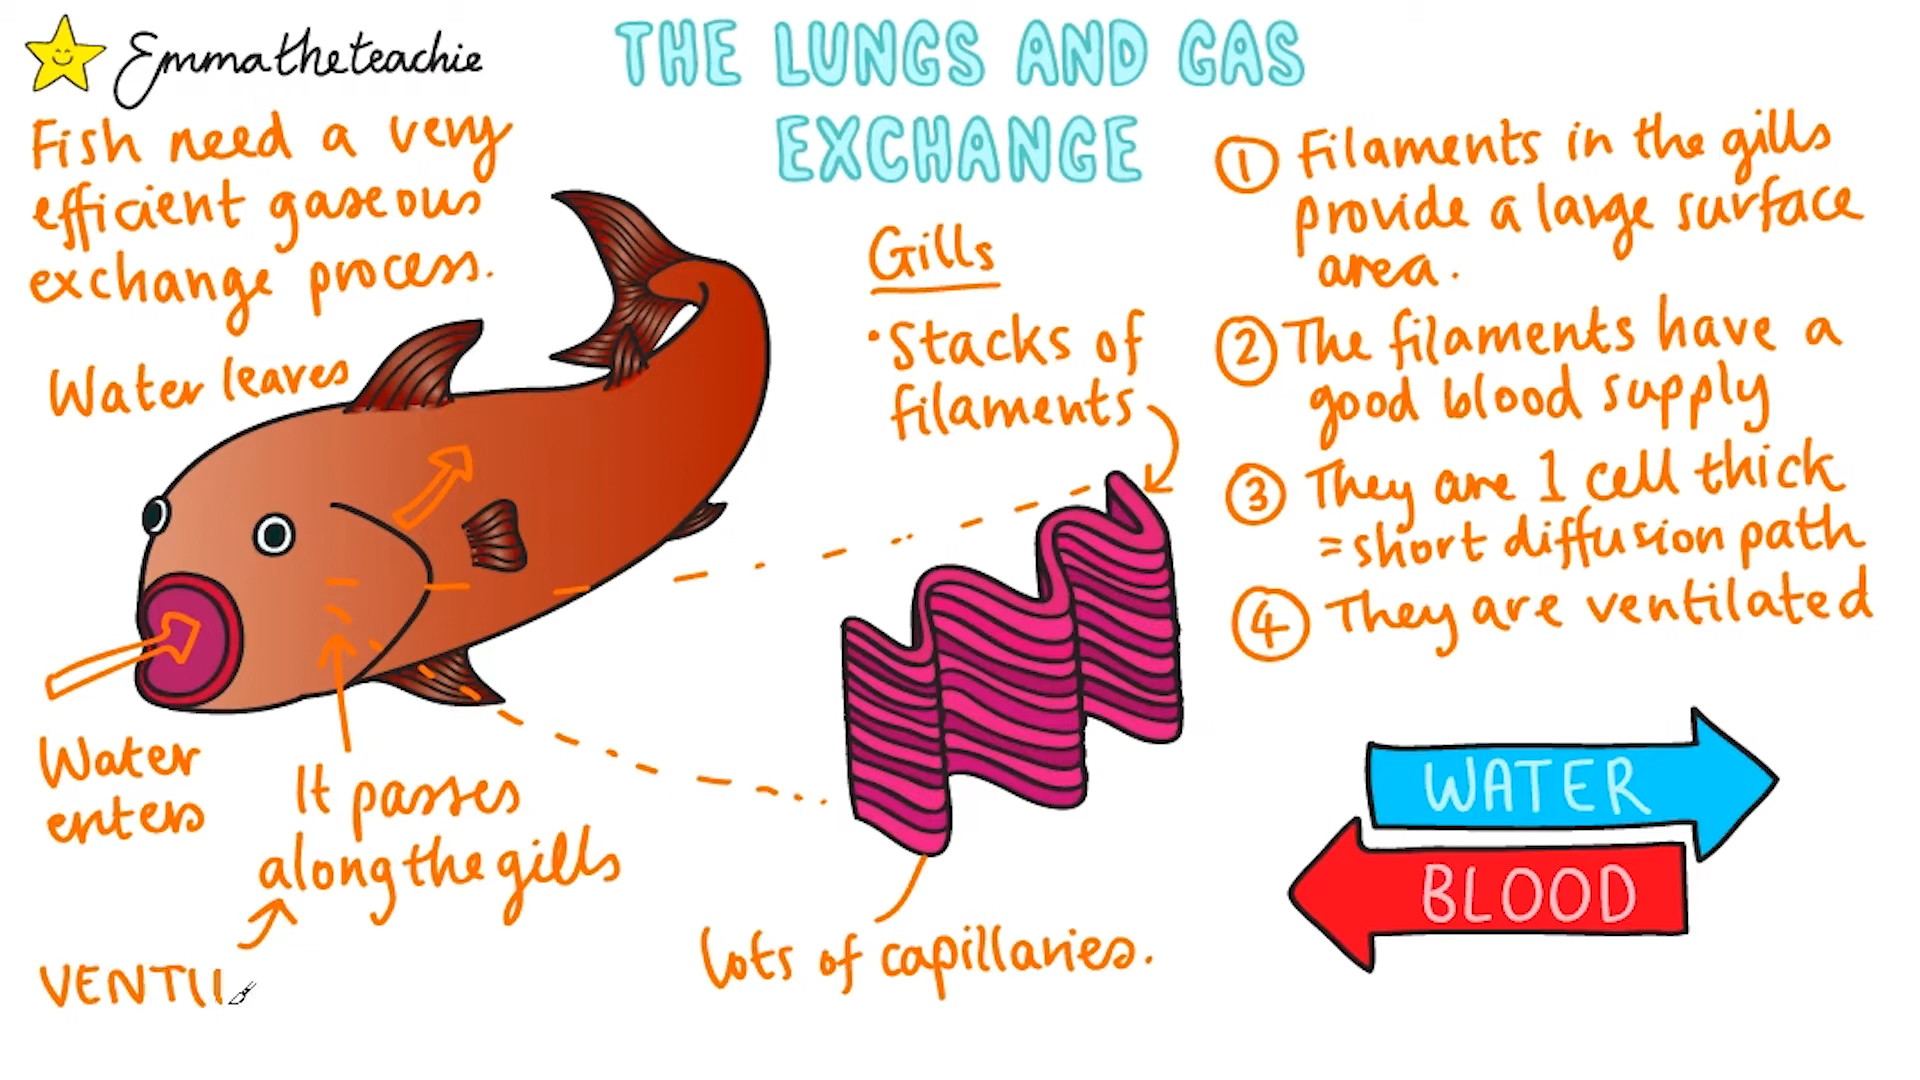 Emmatheteachie
THE LUNGS AND GAS
EXCHANGE
Fish need a very
efficient gaseous
exchange process.
Water leaves
Water
enters
It passes
along the gills
VENTIL
Gills
• Stacks of
filaments
lots of capillaries.
① Filaments in the gills
provide a large surface
area.
② The filaments have a
good blood supply
③ They are 1 cell thick
= short diffusion path
④ They are ventilated
WATER
BLOOD